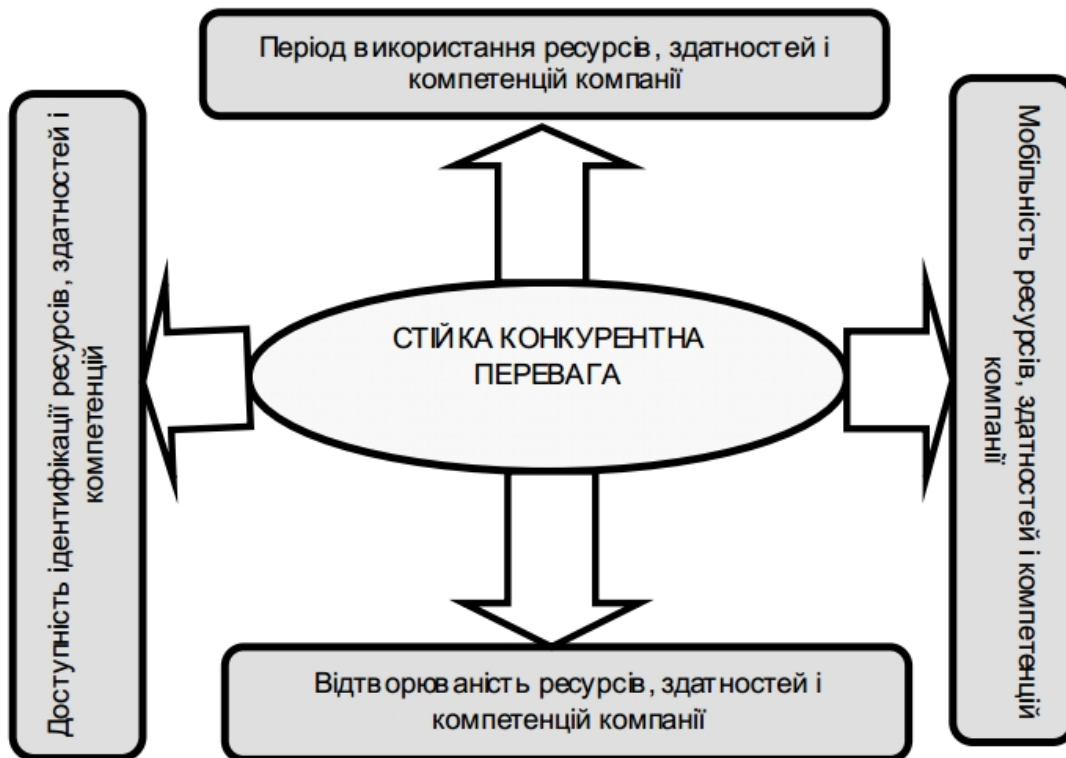 Період використання ресурсів, здатностей і
компетенцій компанії
Доступність ідентифікації ресурсів, здатностей і
компетенцій
СТІЙКА КОНКУРЕНТНА
ПЕРЕВАГА
Мобільність ресурсів, здатностей і компетенцій
компанії
Відтворюваність ресурсів, здатностей і
компетенцій компанії